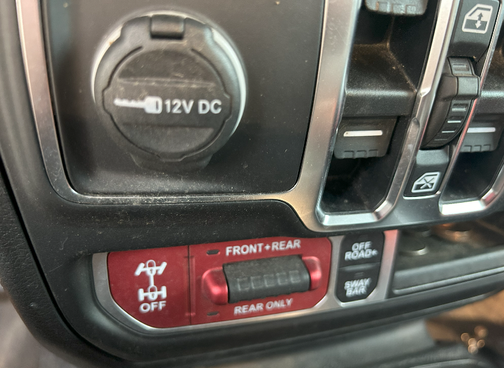 12V DC
FRONT+REAR
OFF
REAR ONLY
OFF
ROAD+
SWAY
BAR